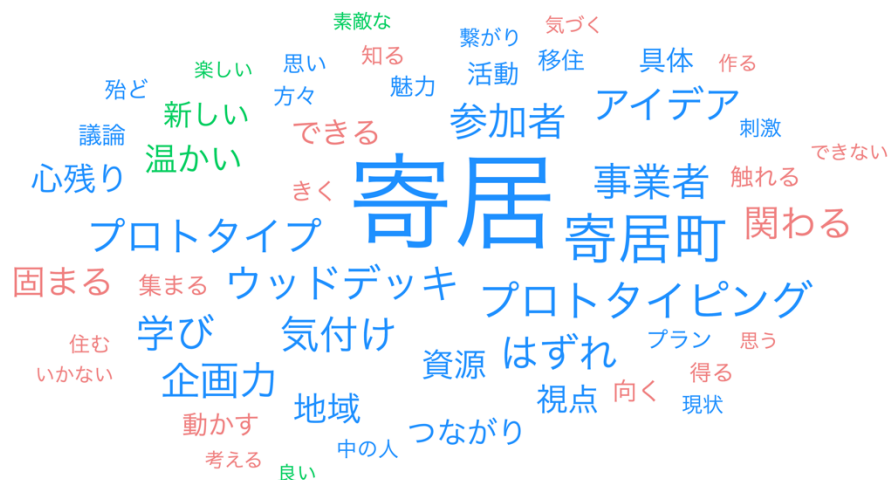 素敵な
繋がり
気づく
楽しい
思い
知る
活動
移住
具体
作る
殆ど
方々
魅力
アイデア
新しい
できる
参加者
刺激
議論
温かい
できない
心残り
きく
寄居
事業者
触れる
プロトタイプ
寄居町
関わる
固まる
集まる
ウッドデッキ
プロトタイピング
学び
気付け
はずれ
プラン
思う
住む
いかない
企画力
資源
得る
地域
視点
向く
現状
動かす
つながり
中の人
考える
良い